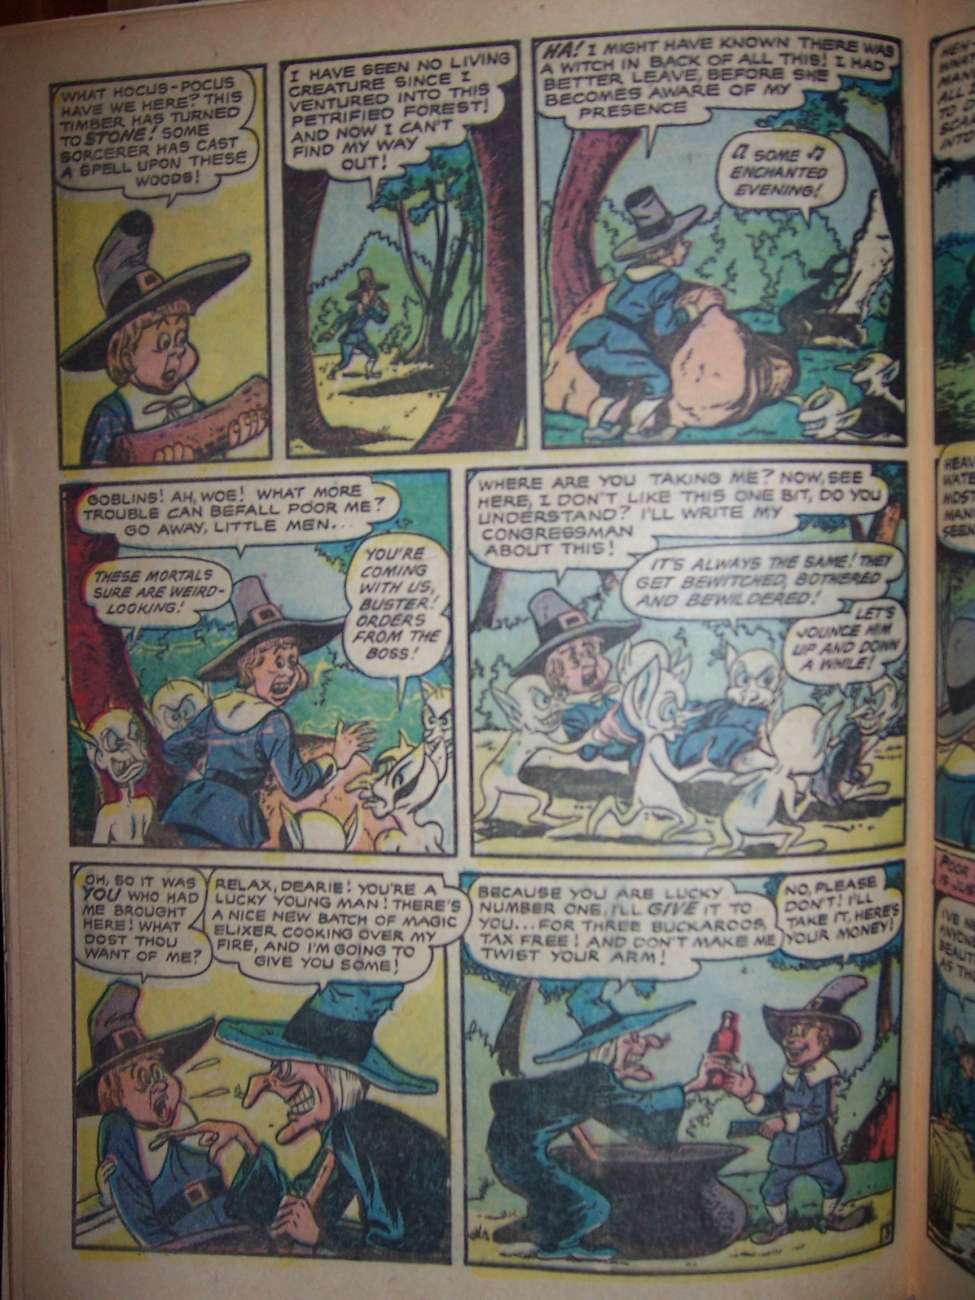 WHAT HOCUS-POCUS
HAVE WE HERE? THIS
TIMBER HAS TURNED
TO STONE! SOME
SORCERER HAS CAST
A SPELL UPON THESE
WOODS!
I HAVE SEEN NO LIVING
CREATURE SINCE I
VENTURED INTO THIS
PETRIFIED FOREST!
AND NOW I CAN'T
FIND MY WAY
OUT!
HA! I MIGHT HAVE KNOWN THERE WAS
A WITCH IN BACK OF ALL THIS! I HAD
BETTER LEAVE, BEFORE SHE
BECOMES AWARE OF MY
PRESENCE
♫ SOME ♫
ENCHANTED
EVENING!
GOBLINS! AH, WOE! WHAT MORE
TROUBLE CAN BEFALL POOR ME?
GO AWAY, LITTLE MEN...
THESE MORTALS
SURE ARE WEIRD-
LOOKING!
YOU'RE
COMING
WITH US,
BUSTER!
ORDERS
FROM THE
BOSS!
WHERE ARE YOU TAKING ME? NOW, SEE
HERE, I DON'T LIKE THIS ONE BIT, DO YOU
UNDERSTAND? I'LL WRITE MY
CONGRESSMAN
ABOUT THIS!
IT'S ALWAYS THE SAME! THEY
GET BEWITCHED, BOTHERED
AND BEWILDERED!
LET'S
JOUNCE HIM
UP AND DOWN
A WHILE!
OH, SO IT WAS
YOU WHO HAD
ME BROUGHT
HERE! WHAT
DOST THOU
WANT OF ME?
RELAX, DEARIE! YOU'RE A
LUCKY YOUNG MAN! THERE'S
A NICE NEW BATCH OF MAGIC
ELIXER COOKING OVER MY
FIRE, AND I'M GOING TO
GIVE YOU SOME!
BECAUSE YOU ARE LUCKY
NUMBER ONE, I'LL GIVE IT TO
YOU... FOR THREE BUCKAROOS,
TAX FREE! AND DON'T MAKE ME
TWIST YOUR ARM!
NO, PLEASE
DON'T! I'LL
TAKE IT, HERE'S
YOUR MONEY!
3